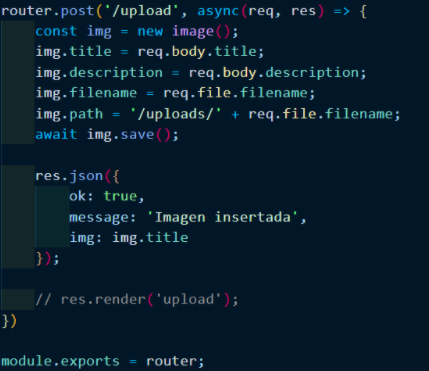 router.post('/upload', async(req, res) => {
    const img = new image();
    img.title = req.body.title;
    img.description = req.body.description;
    img.filename = req.file.filename;
    img.path = '/uploads/' + req.file.filename;
    await img.save();

    res.json({
        ok: true,
        message: 'Imagen insertada',
        img: img.title
    });

    // res.render('upload');
})

module.exports = router;